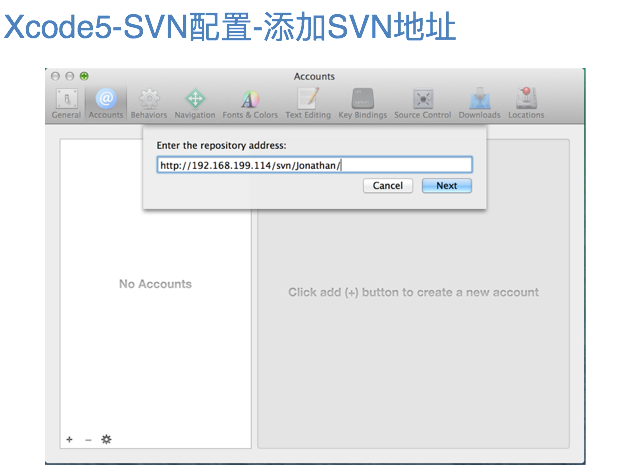 Xcode5-SVN配置-添加SVN地址
Accounts
General Accounts Behaviors Navigation Fonts & Colors Text Editing Key Bindings Source Control Downloads Locations
Enter the repository address:
http://192.168.199.114/svn/Jonathan/
Cancel Next
No Accounts
Click add (+) button to create a new account